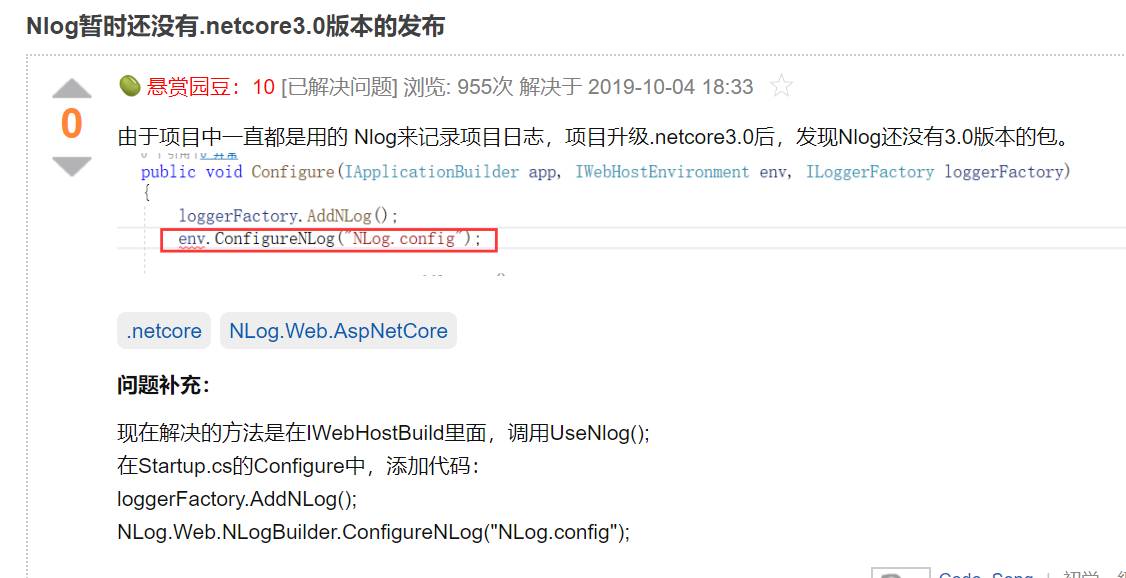 Nlog暂时还没有.netcore3.0版本的发布
悬赏园豆：10 [已解决问题] 浏览: 955次 解决于 2019-10-04 18:33
0
由于项目中一直都是用的 Nlog来记录项目日志，项目升级.netcore3.0后，发现Nlog还没有3.0版本的包。
public void Configure(IApplicationBuilder app, IWebHostEnvironment env, ILoggerFactory loggerFactory)
{
loggerFactory.AddNLog();
env.ConfigureNLog("NLog.config");
.netcore NLog.Web.AspNetCore
问题补充：
现在解决的方法是在IWebHostBuild里面，调用UseNlog();
在Startup.cs的Configure中，添加代码：
loggerFactory.AddNLog();
NLog.Web.NLogBuilder.ConfigureNLog("NLog.config");